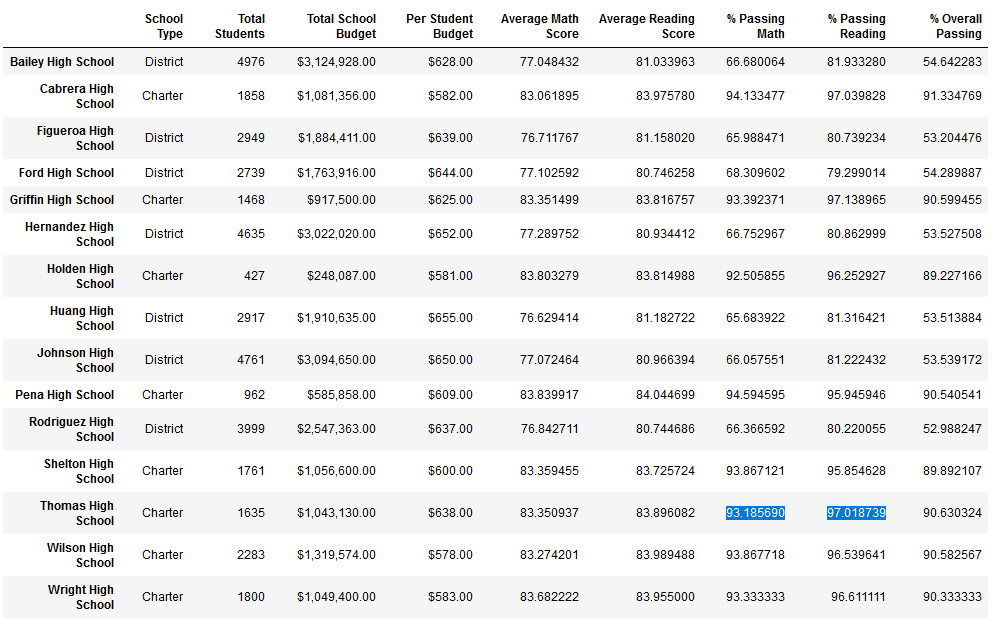 School Type Total Students Total School Budget Per Student Budget Average Math Score Average Reading Score % Passing Math % Passing Reading % Overall Passing
Bailey High School District 4976 $3,124,928.00 $628.00 77.048432 81.033963 66.680064 81.933280 54.642283
Cabrera High School Charter 1858 $1,081,356.00 $582.00 83.061895 83.975780 94.133477 97.039828 91.334769
Figueroa High School District 2949 $1,884,411.00 $639.00 76.711767 81.158020 65.988471 80.739234 53.204476
Ford High School District 2739 $1,763,916.00 $644.00 77.102592 80.746258 68.309602 79.299014 54.289887
Griffin High School Charter 1468 $917,500.00 $625.00 83.351499 83.816757 93.392371 97.138965 90.599455
Hernandez High School District 4635 $3,022,020.00 $652.00 77.289752 80.934412 66.752967 80.862999 53.527508
Holden High School Charter 427 $248,087.00 $581.00 83.803279 83.814988 92.505855 96.252927 89.227166
Huang High School District 2917 $1,910,635.00 $655.00 76.629414 81.182722 65.683922 81.316421 53.513884
Johnson High School District 4761 $3,094,650.00 $650.00 77.072464 80.966394 66.057551 81.222432 53.539172
Pena High School Charter 962 $585,858.00 $609.00 83.839917 84.044699 94.594595 95.945946 90.540541
Rodriguez High School District 3999 $2,547,363.00 $637.00 76.842711 80.744686 66.366592 80.220055 52.988247
Shelton High School Charter 1761 $1,056,600.00 $600.00 83.359455 83.725724 93.867121 95.854628 89.892107
Thomas High School Charter 1635 $1,043,130.00 $638.00 83.350937 83.896082 93.185690 97.018739 90.630324
Wilson High School Charter 2283 $1,319,574.00 $578.00 83.274201 83.989488 93.867718 96.539641 90.582567
Wright High School Charter 1800 $1,049,400.00 $583.00 83.682222 83.955000 93.333333 96.611111 90.333333